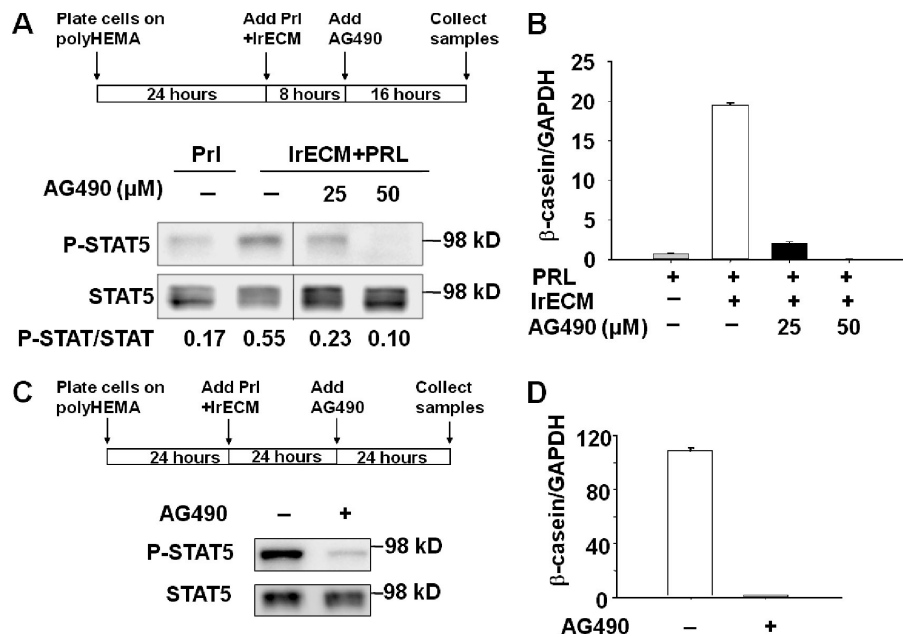 A
Plate cells on polyHEMA
Add Prl +lrECM
Add AG490
Collect samples
24 hours
8 hours
16 hours
Prl
lrECM+PRL
AG490 (μM)
– – 25 50
P-STAT5
98 kD
STAT5
98 kD
P-STAT/STAT 0.17 0.55 0.23 0.10
B
β-casein/GAPDH
25
20
15
10
5
0
PRL + + + +
lrECM – + + +
AG490 (μM) – – 25 50
C
Plate cells on polyHEMA
Add Prl +lrECM
Add AG490
Collect samples
24 hours
24 hours
24 hours
AG490 – +
P-STAT5
98 kD
STAT5
98 kD
D
β-casein/GAPDH
120
80
40
0
AG490 – +